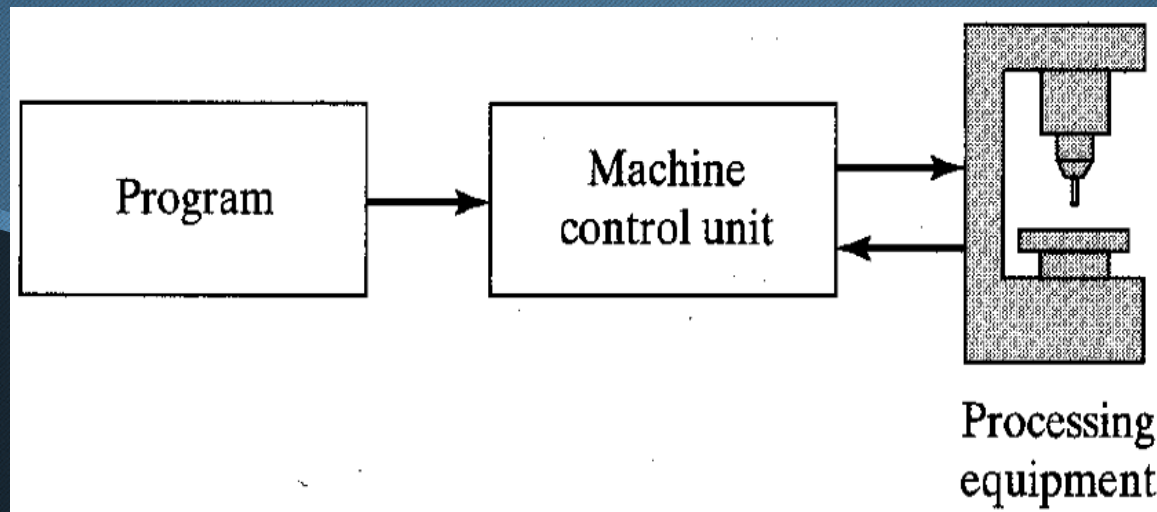 Program
Machine
control unit
Processing
equipment